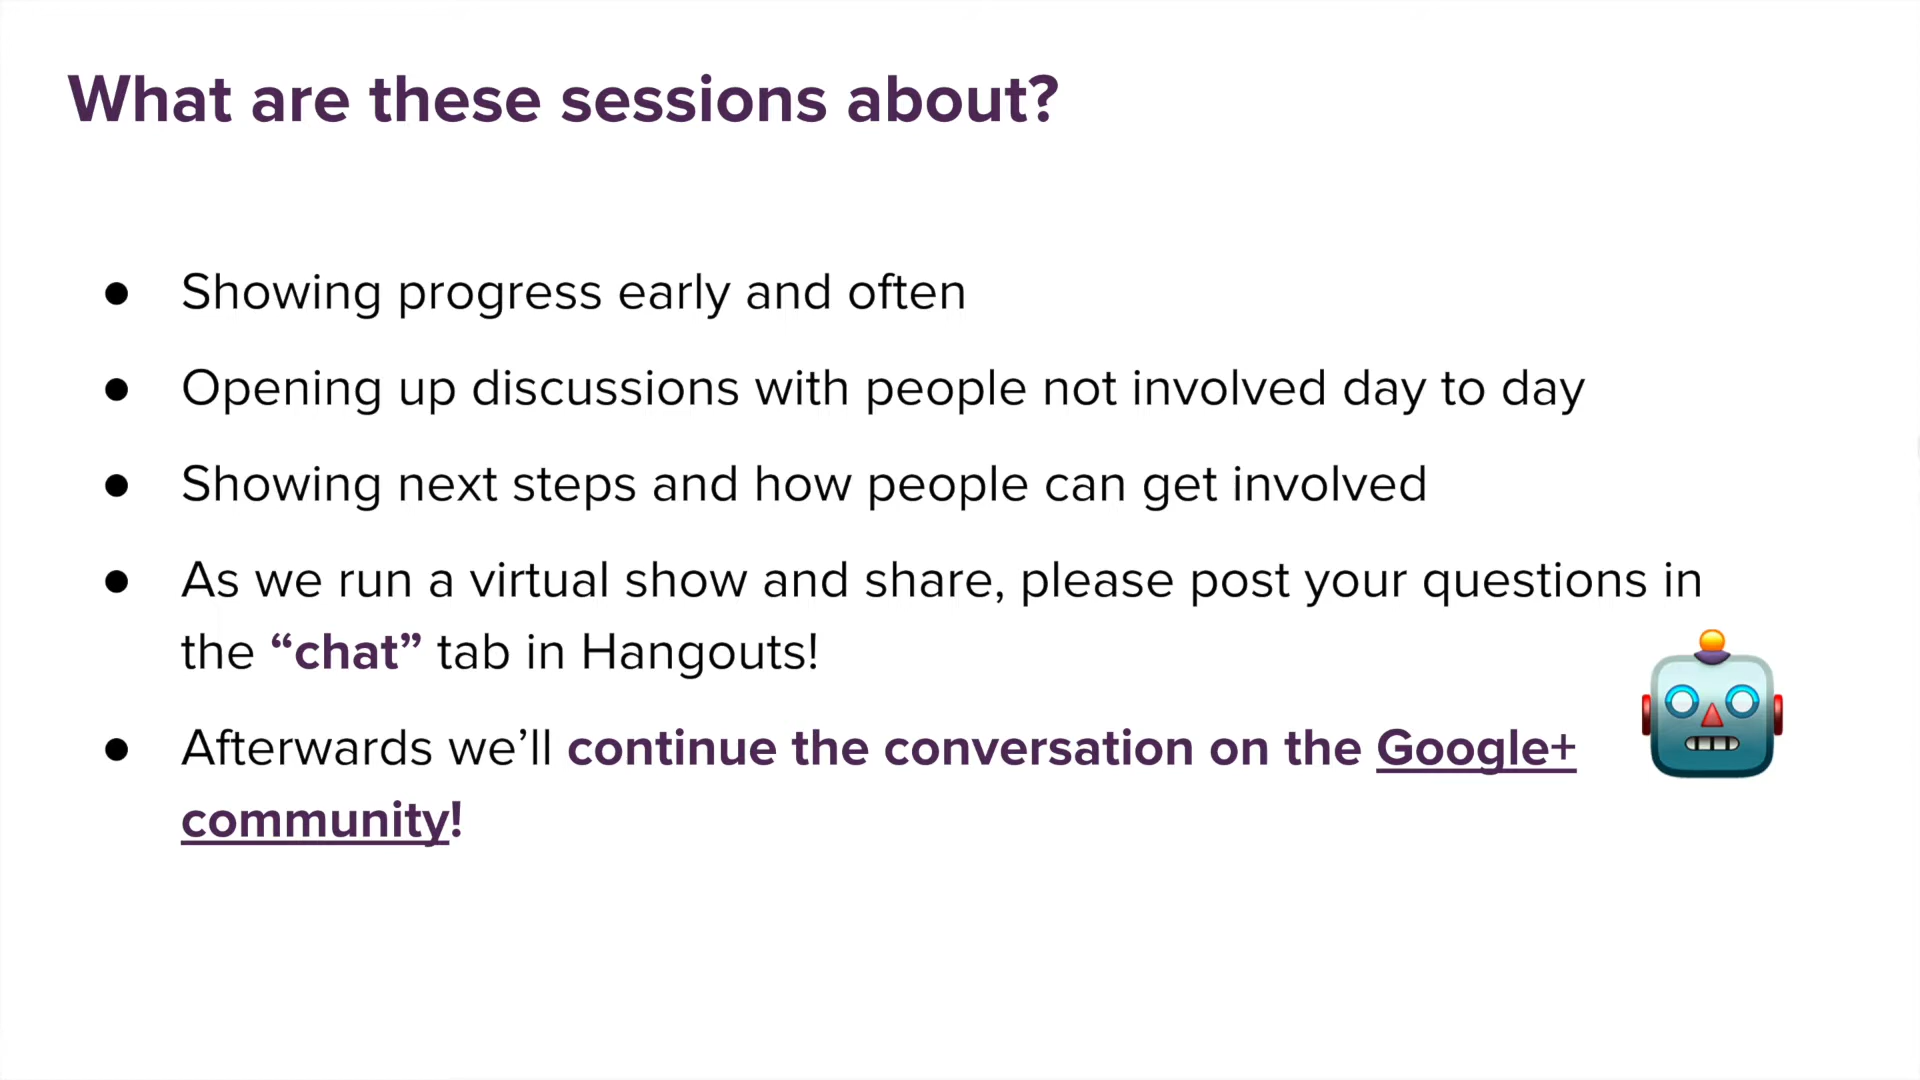 What are these sessions about?
● Showing progress early and often
● Opening up discussions with people not involved day to day
● Showing next steps and how people can get involved
● As we run a virtual show and share, please post your questions in
the “chat” tab in Hangouts!
● Afterwards we’ll continue the conversation on the Google+
community!